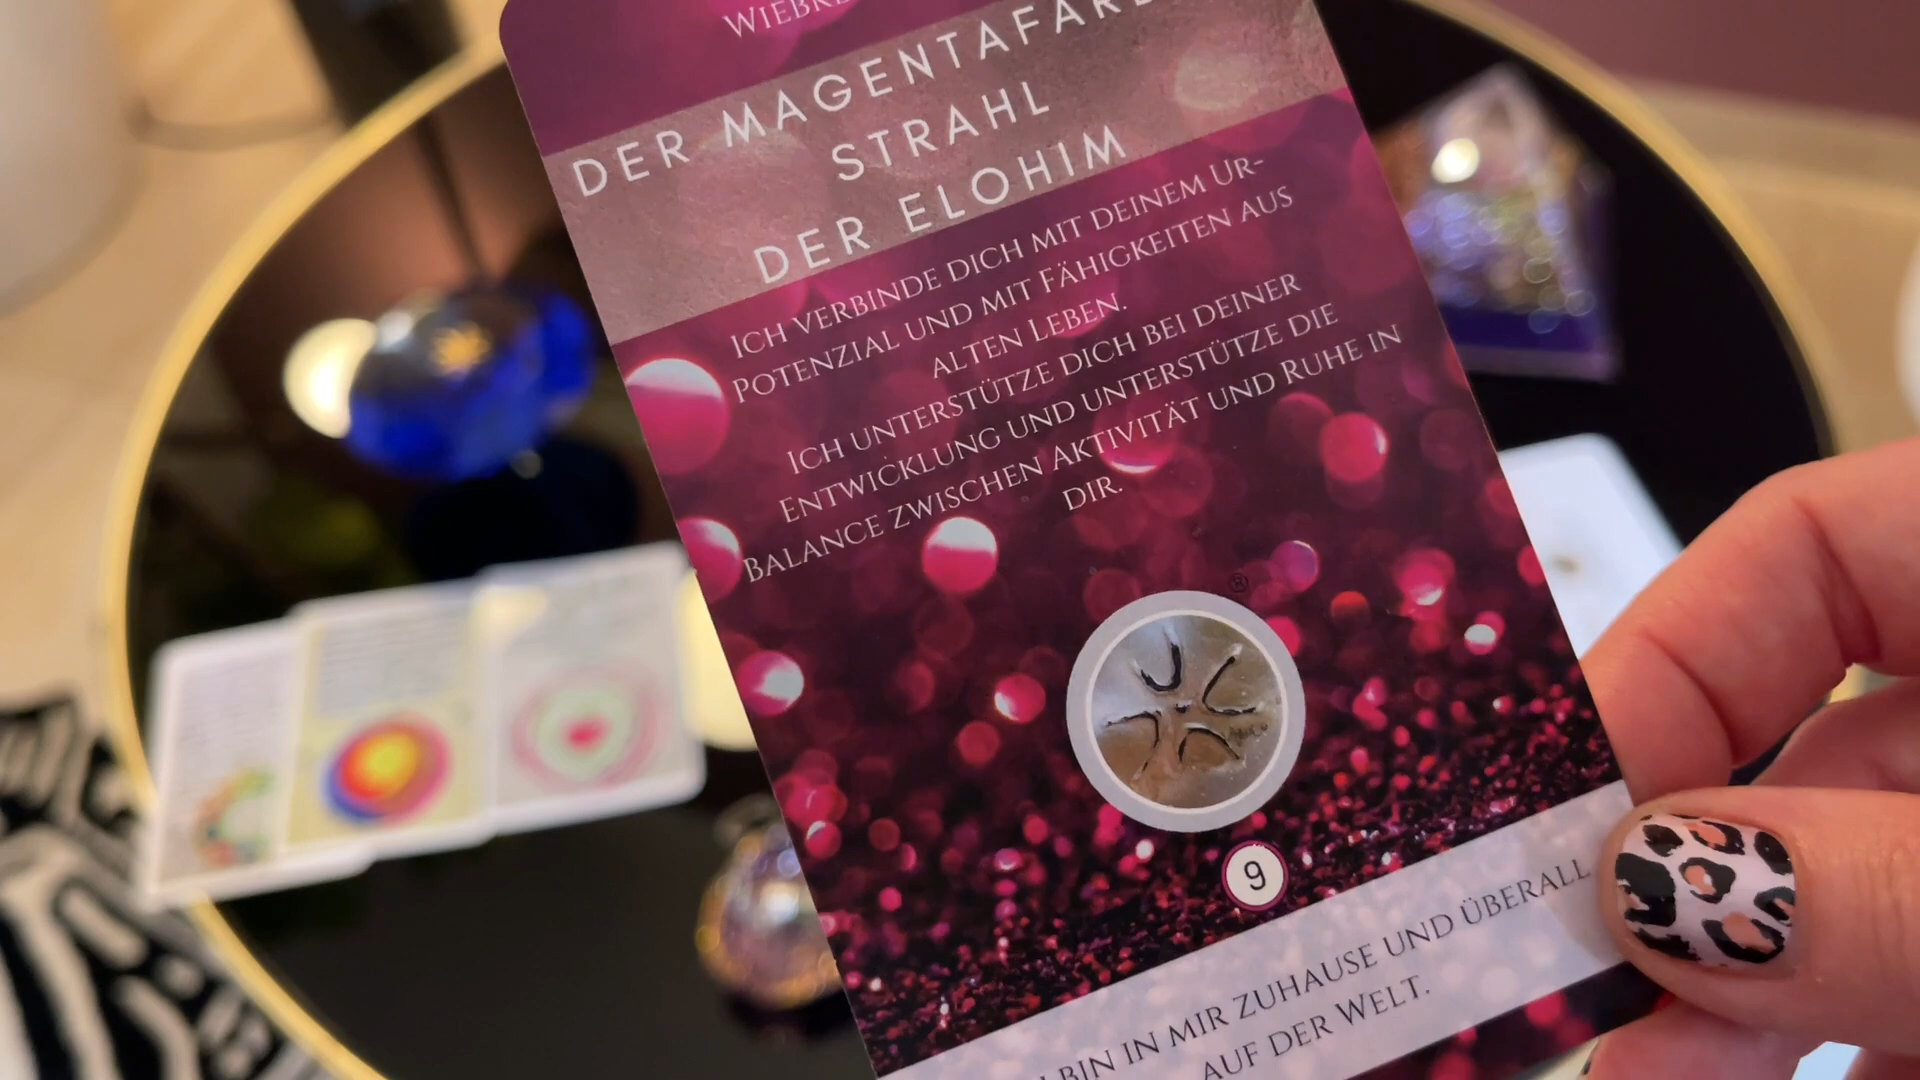 DER MAGENTAFARB
STRAHL
DER ELOHIM
ICH VERBINDE DICH MIT DEINEM UR-
POTENZIAL UND MIT FÄHIGKEITEN AUS
ALTEN LEBEN.
ICH UNTERSTÜTZE DICH BEI DEINER
ENTWICKLUNG UND UNTERSTÜTZE DIE
BALANCE ZWISCHEN AKTIVITÄT UND RUHE IN
DIR.
®
9
BIN IN MIR ZUHAUSE UND ÜBERALL
AUF DER WELT.